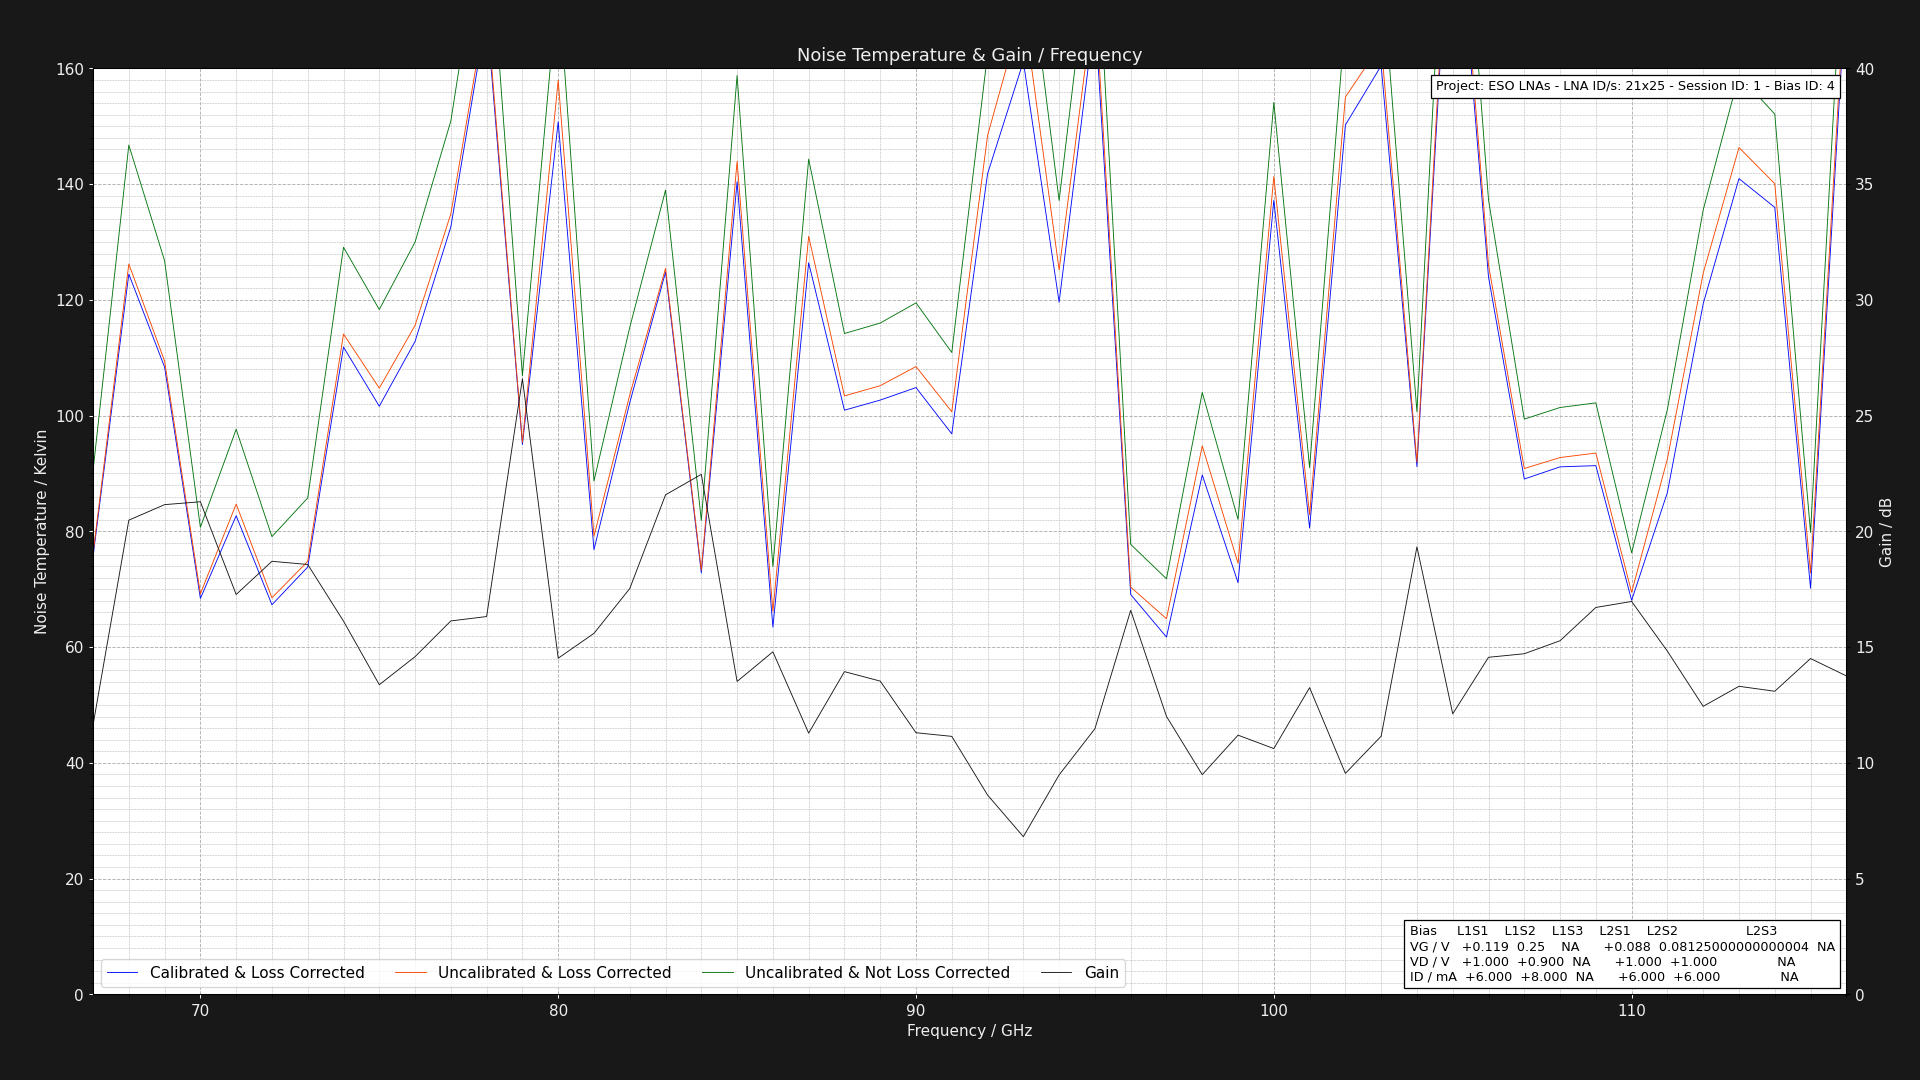 Noise Temperature & Gain / Frequency
Project: ESO LNAs - LNA ID/s: 21x25 - Session ID: 1 - Bias ID: 4
Noise Temperature / Kelvin
160
140
120
100
80
60
40
20
0
40
35
30
25
20
15
10
5
0
Gain / dB
Bias L1S1 L1S2 L1S3 L2S1 L2S2 L2S3
VG / V +0.119 0.25 NA +0.088 0.08125000000000004 NA
VD / V +1.000 +0.900 NA +1.000 +1.000 NA
ID / mA +6.000 +8.000 NA +6.000 +6.000 NA
Calibrated & Loss Corrected Uncalibrated & Loss Corrected Uncalibrated & Not Loss Corrected Gain
70 80 90 100 110
Frequency / GHz